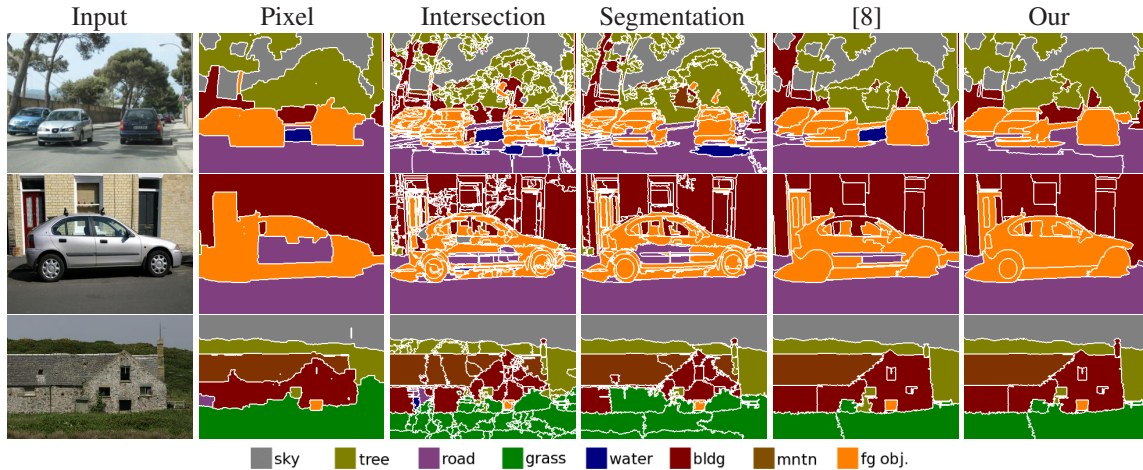 Input Pixel Intersection Segmentation [8] Our
sky tree road grass water bldg mntn fg obj.